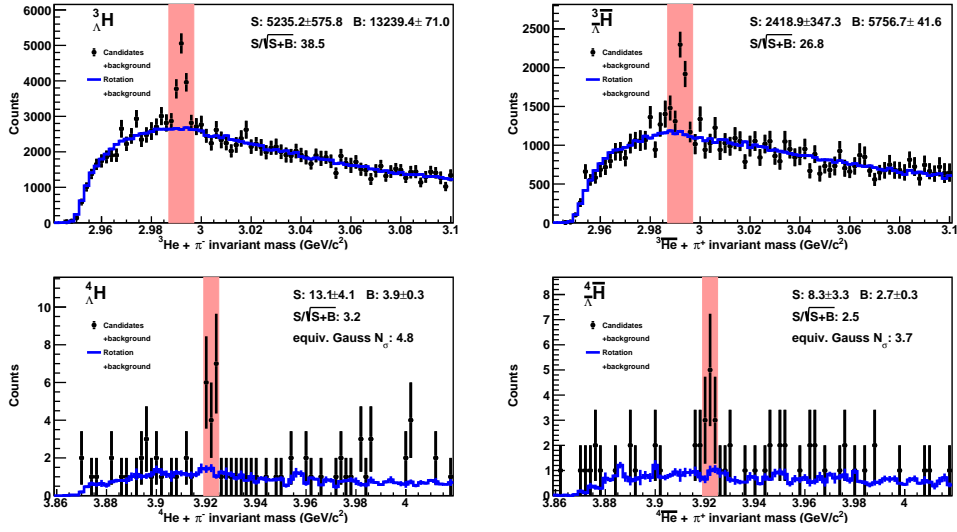 ³ΛH
S: 5235.2±575.8 B: 13239.4± 71.0
S/√S+B: 38.5
Candidates
+background
Rotation
+background
Counts
6000
5000
4000
3000
2000
1000
0
2.96 2.98 3 3.02 3.04 3.06 3.08 3.1
³He + π⁻ invariant mass (GeV/c²)
³Λ̅H̅
S: 2418.9±347.3 B: 5756.7± 41.6
S/√S+B: 26.8
Candidates
+background
Rotation
+background
Counts
2500
2000
1500
1000
500
0
2.96 2.98 3 3.02 3.04 3.06 3.08 3.1
³H̅e̅ + π⁺ invariant mass (GeV/c²)
⁴ΛH
S: 13.1±4.1 B: 3.9±0.3
S/√S+B: 3.2
equiv. Gauss Nσ: 4.8
Candidates
+background
Rotation
+background
Counts
10
8
6
4
2
0
3.86 3.88 3.9 3.92 3.94 3.96 3.98 4
⁴He + π⁻ invariant mass (GeV/c²)
⁴Λ̅H̅
S: 8.3±3.3 B: 2.7±0.3
S/√S+B: 2.5
equiv. Gauss Nσ: 3.7
Candidates
+background
Rotation
+background
Counts
8
7
6
5
4
3
2
1
0
3.86 3.88 3.9 3.92 3.94 3.96 3.98 4
⁴H̅e̅ + π⁺ invariant mass (GeV/c²)